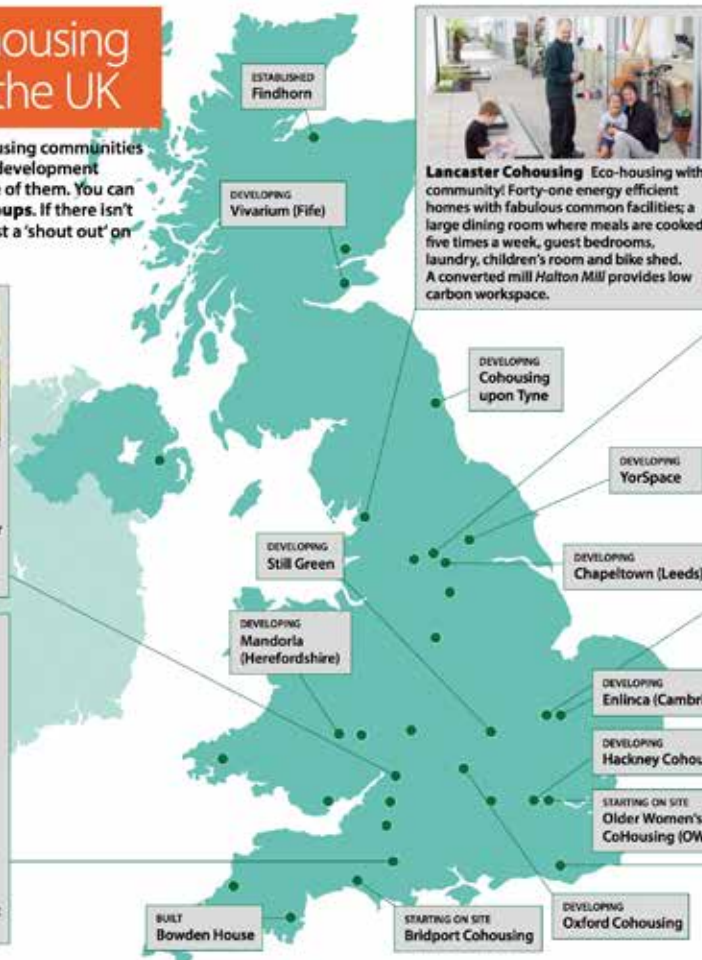 ousing
the UK
using communities
development
e of them. You can
ups. If there isn't
st a 'shout out' on
ESTABLISHED
Findhorn
DEVELOPING
Vivarium (Fife)
Lancaster Cohousing Eco-housing with
community! Forty-one energy efficient
homes with fabulous common facilities; a
large dining room where meals are cooked
five times a week, guest bedrooms,
laundry, children's room and bike shed.
A converted mill Halton Mill provides low
carbon workspace.
DEVELOPING
Cohousing
upon Tyne
DEVELOPING
YorSpace
DEVELOPING
Still Green
DEVELOPING
Chapeltown (Leeds)
DEVELOPING
Mandorla
(Herefordshire)
DEVELOPING
Enlinca (Cambri
DEVELOPING
Hackney Cohou
STARTING ON SITE
Older Women's
CoHousing (OW
BUILT
Bowden House
STARTING ON SITE
Bridport Cohousing
DEVELOPING
Oxford Cohousing